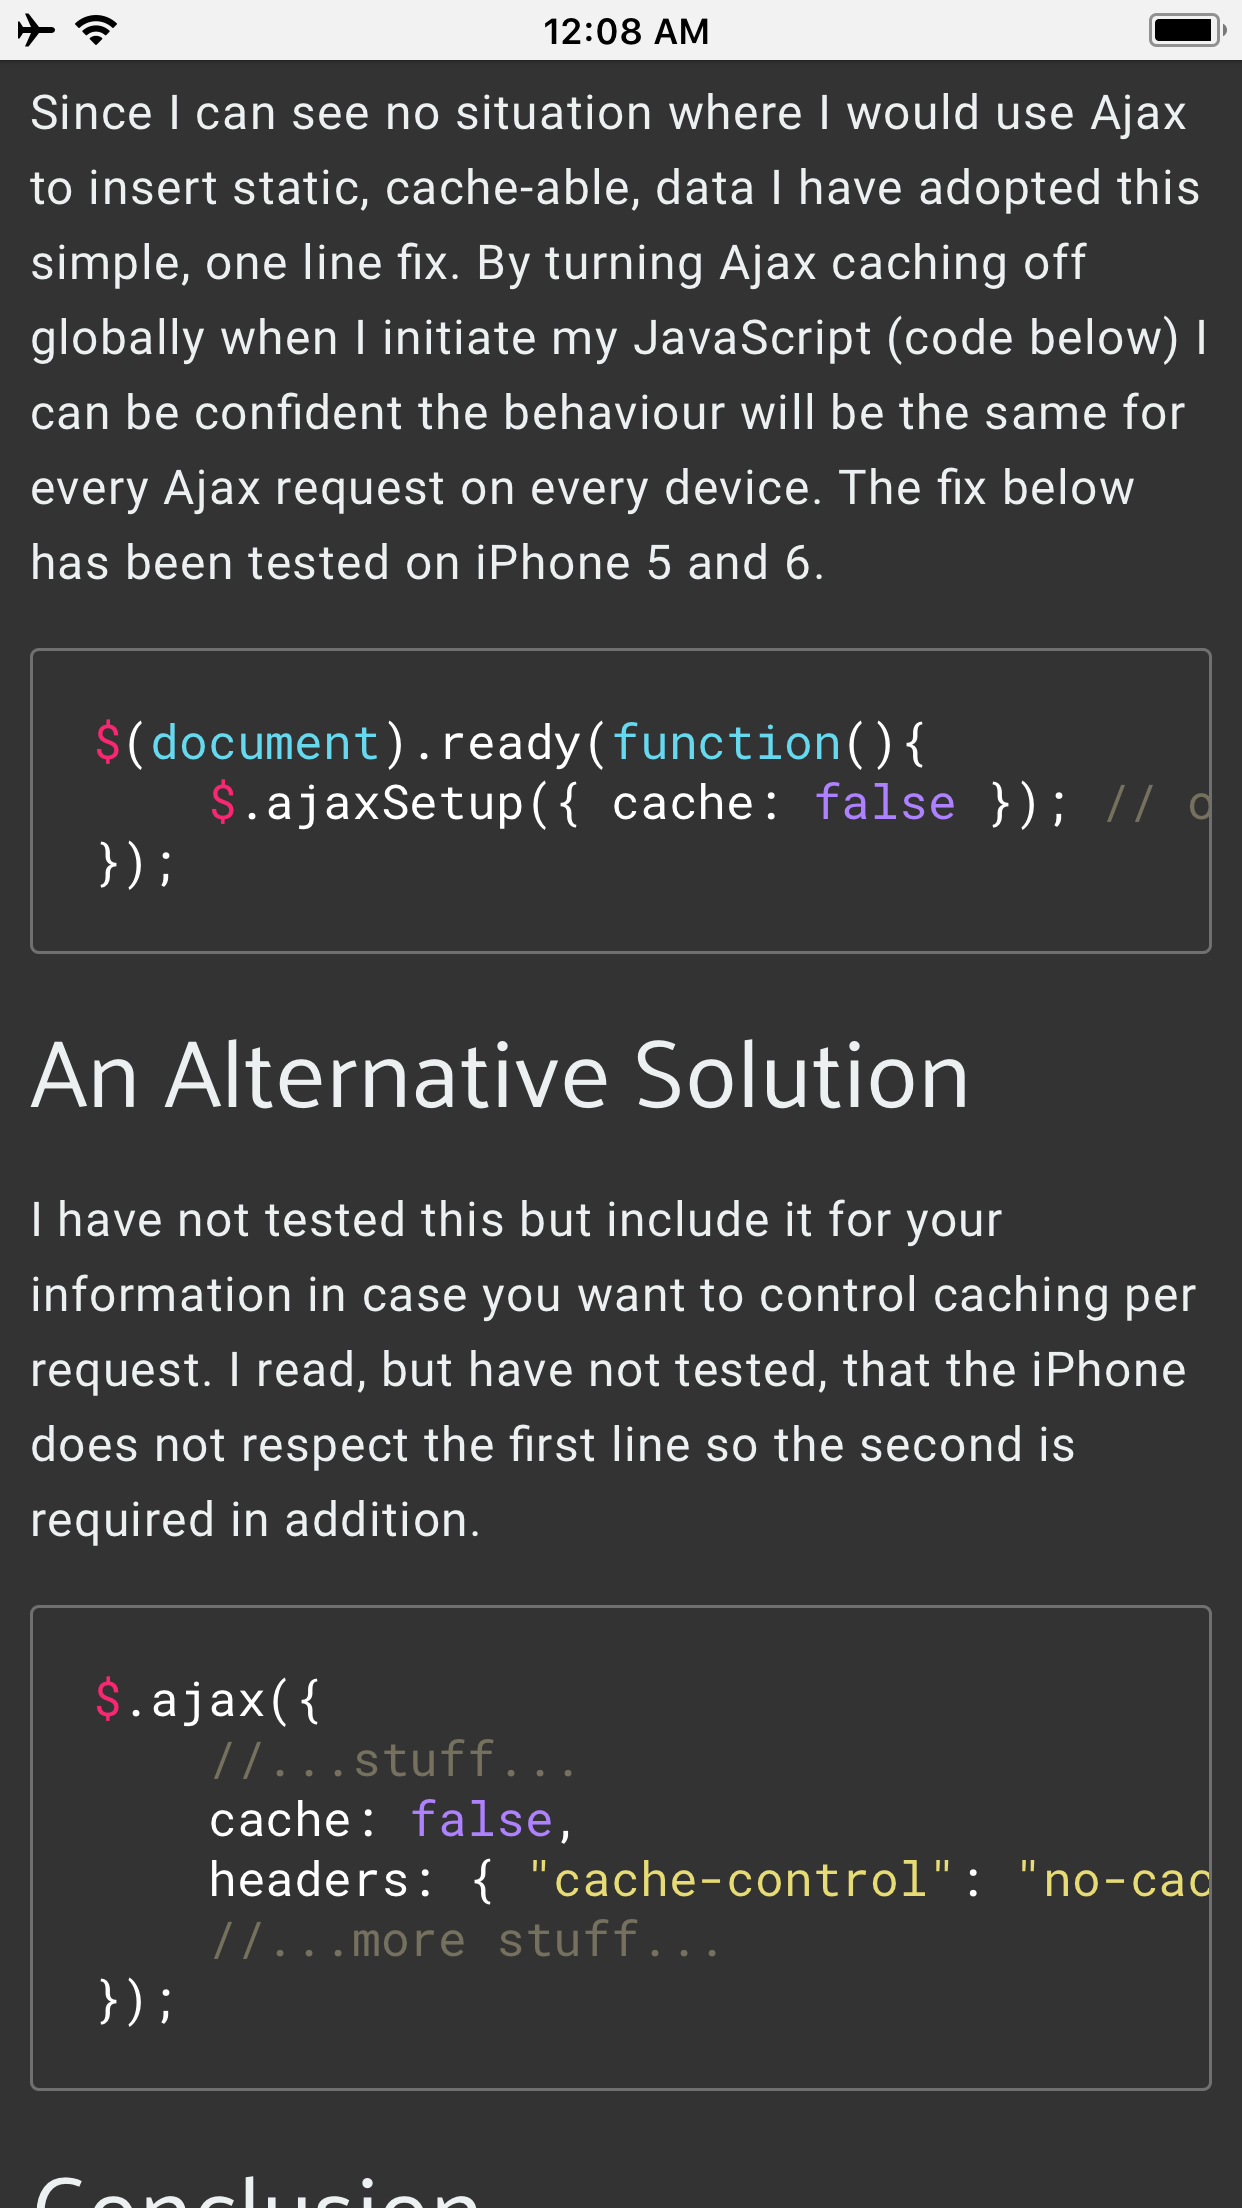 12:08 AM
Since I can see no situation where I would use Ajax
to insert static, cache-able, data I have adopted this
simple, one line fix. By turning Ajax caching off
globally when I initiate my JavaScript (code below) I
can be confident the behaviour will be the same for
every Ajax request on every device. The fix below
has been tested on iPhone 5 and 6.
$(document).ready(function(){
    $.ajaxSetup({ cache: false }); //
});
An Alternative Solution
I have not tested this but include it for your
information in case you want to control caching per
request. I read, but have not tested, that the iPhone
does not respect the first line so the second is
required in addition.
$.ajax({
    //...stuff...
    cache: false,
    headers: { "cache-control": "no-cac
    //...more stuff...
});
Conclusion